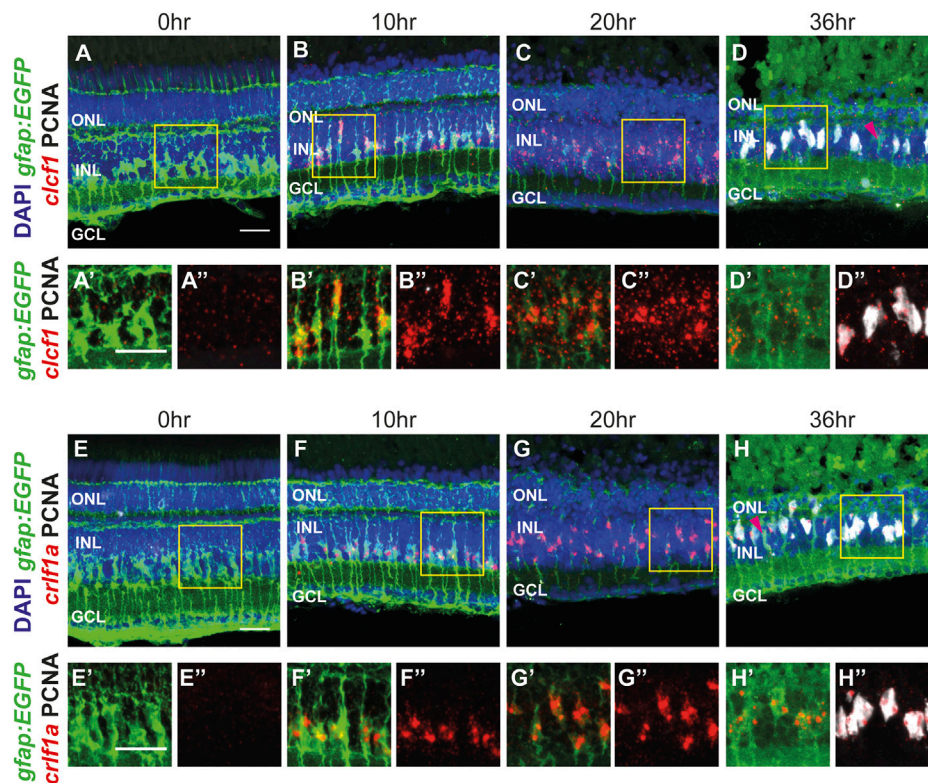 0hr 10hr 20hr 36hr
DAPI gfap:EGFP
clcf1 PCNA
A B C D
ONL ONL ONL ONL
INL INL INL INL
GCL GCL GCL GCL
gfap:EGFP
clcf1 PCNA
A' A" B' B" C' C" D' D"
0hr 10hr 20hr 36hr
DAPI gfap:EGFP
crlf1a PCNA
E F G H
ONL ONL ONL ONL
INL INL INL INL
GCL GCL GCL GCL
gfap:EGFP
crlf1a PCNA
E' E" F' F" G' G" H' H"